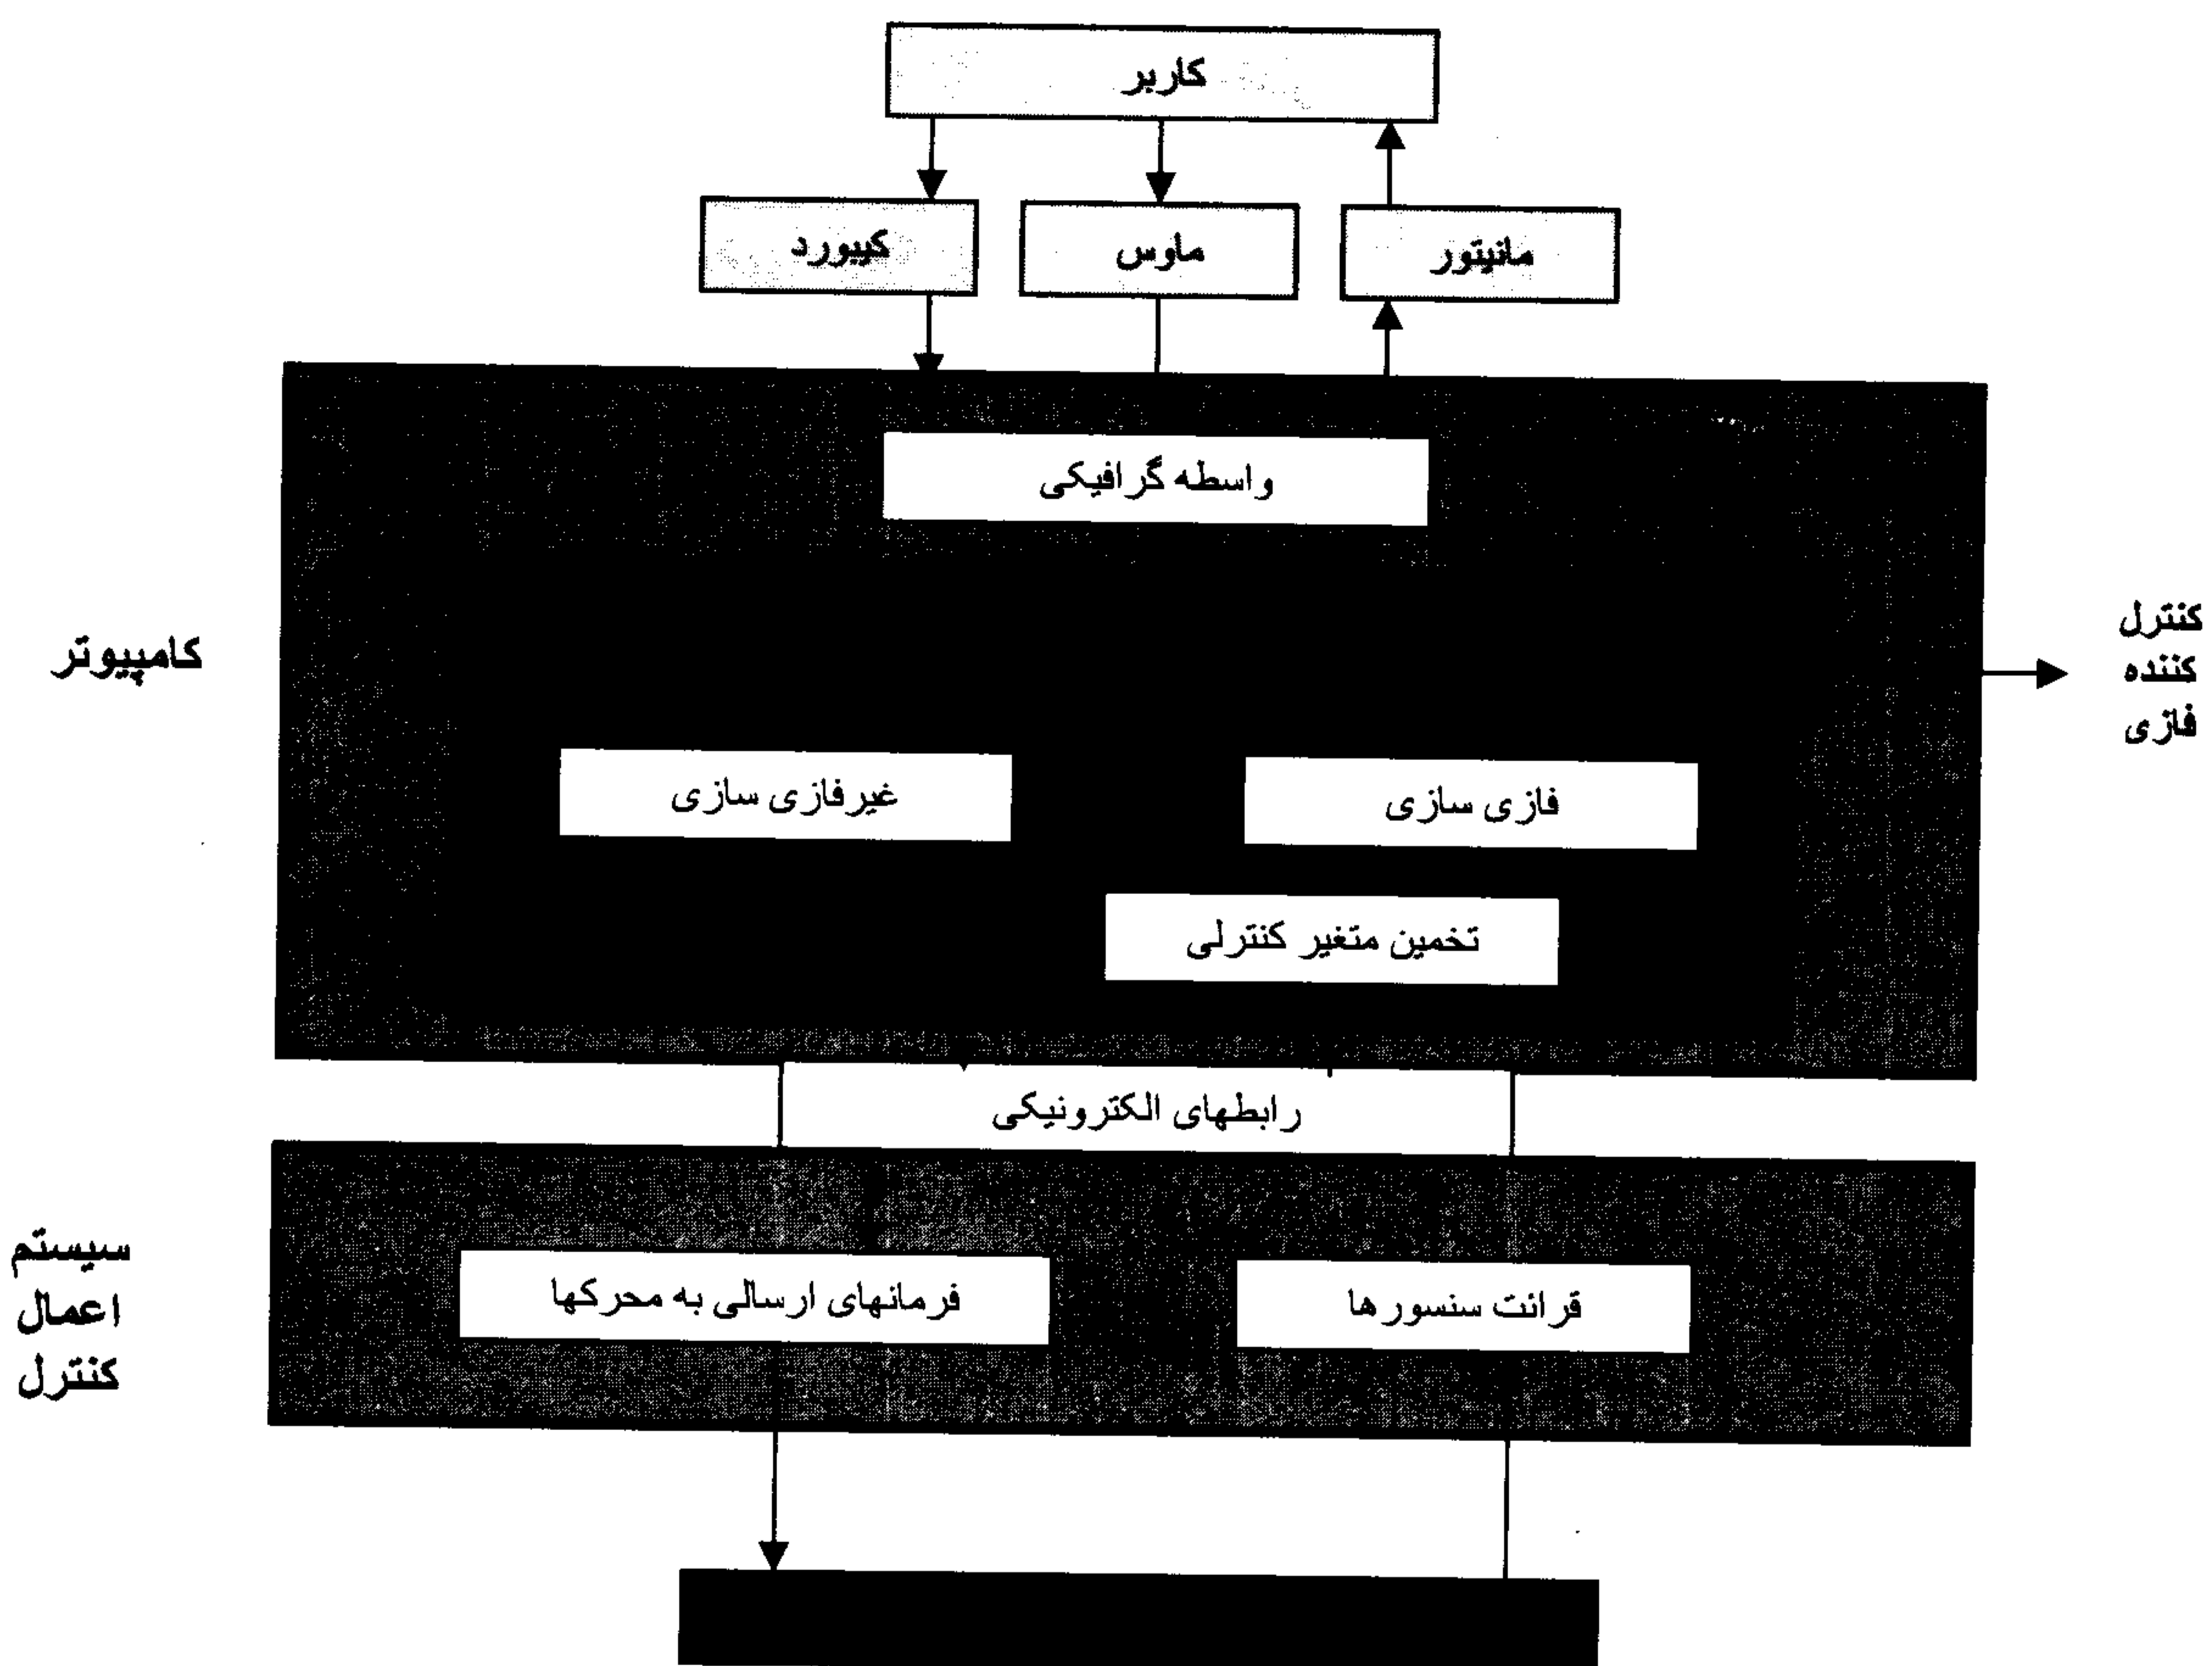 کاربر
کیبورد
ماوس
مانیتور
واسطه گرافیکی
کامپیوتر
کنترل
کننده
فازی
غیرفازی سازی
فازی سازی
تخمین متغیر کنترلی
رابطهای الکترونیکی
سیستم
اعمال
کنترل
فرمانهای ارسالی به محرکها
قرائت سنسورها